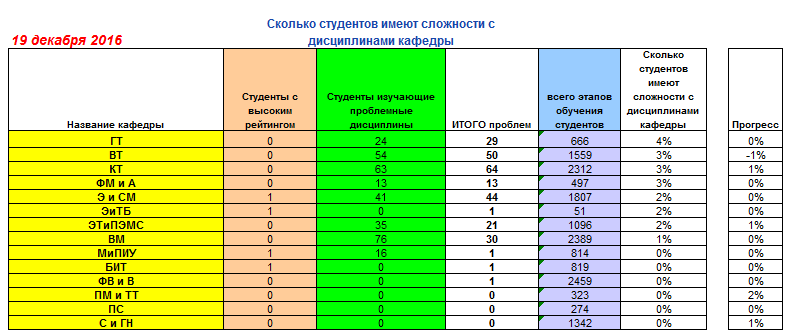 Сколько студентов имеют сложности с
дисциплинами кафедры
19 декабря 2016
Название кафедры
Студенты с
высоким
рейтингом
Студенты изучающие
проблемные
дисциплины
ИТОГО проблем
всего этапов
обучения
студентов
Сколько
студентов
имеют
сложности с
дисциплинами
кафедры
Прогресс
ГТ 0 24 29 666 4% 0%
ВТ 0 54 50 1559 3% -1%
КТ 0 63 64 2312 3% 1%
ФМ и А 0 13 13 497 3% 0%
Э и СМ 1 41 44 1807 2% 0%
ЭиТБ 1 0 1 51 2% 0%
ЭТиПЭМС 0 35 21 1096 2% 1%
ВМ 0 76 30 2389 1% 0%
МиПИУ 1 16 1 814 0% 0%
БИТ 1 0 1 819 0% 0%
ФВ и В 0 0 0 2459 0% 0%
ПМ и ТТ 0 0 0 323 0% 2%
ПС 0 0 0 274 0% 0%
С и ГН 0 0 0 1342 0% 1%